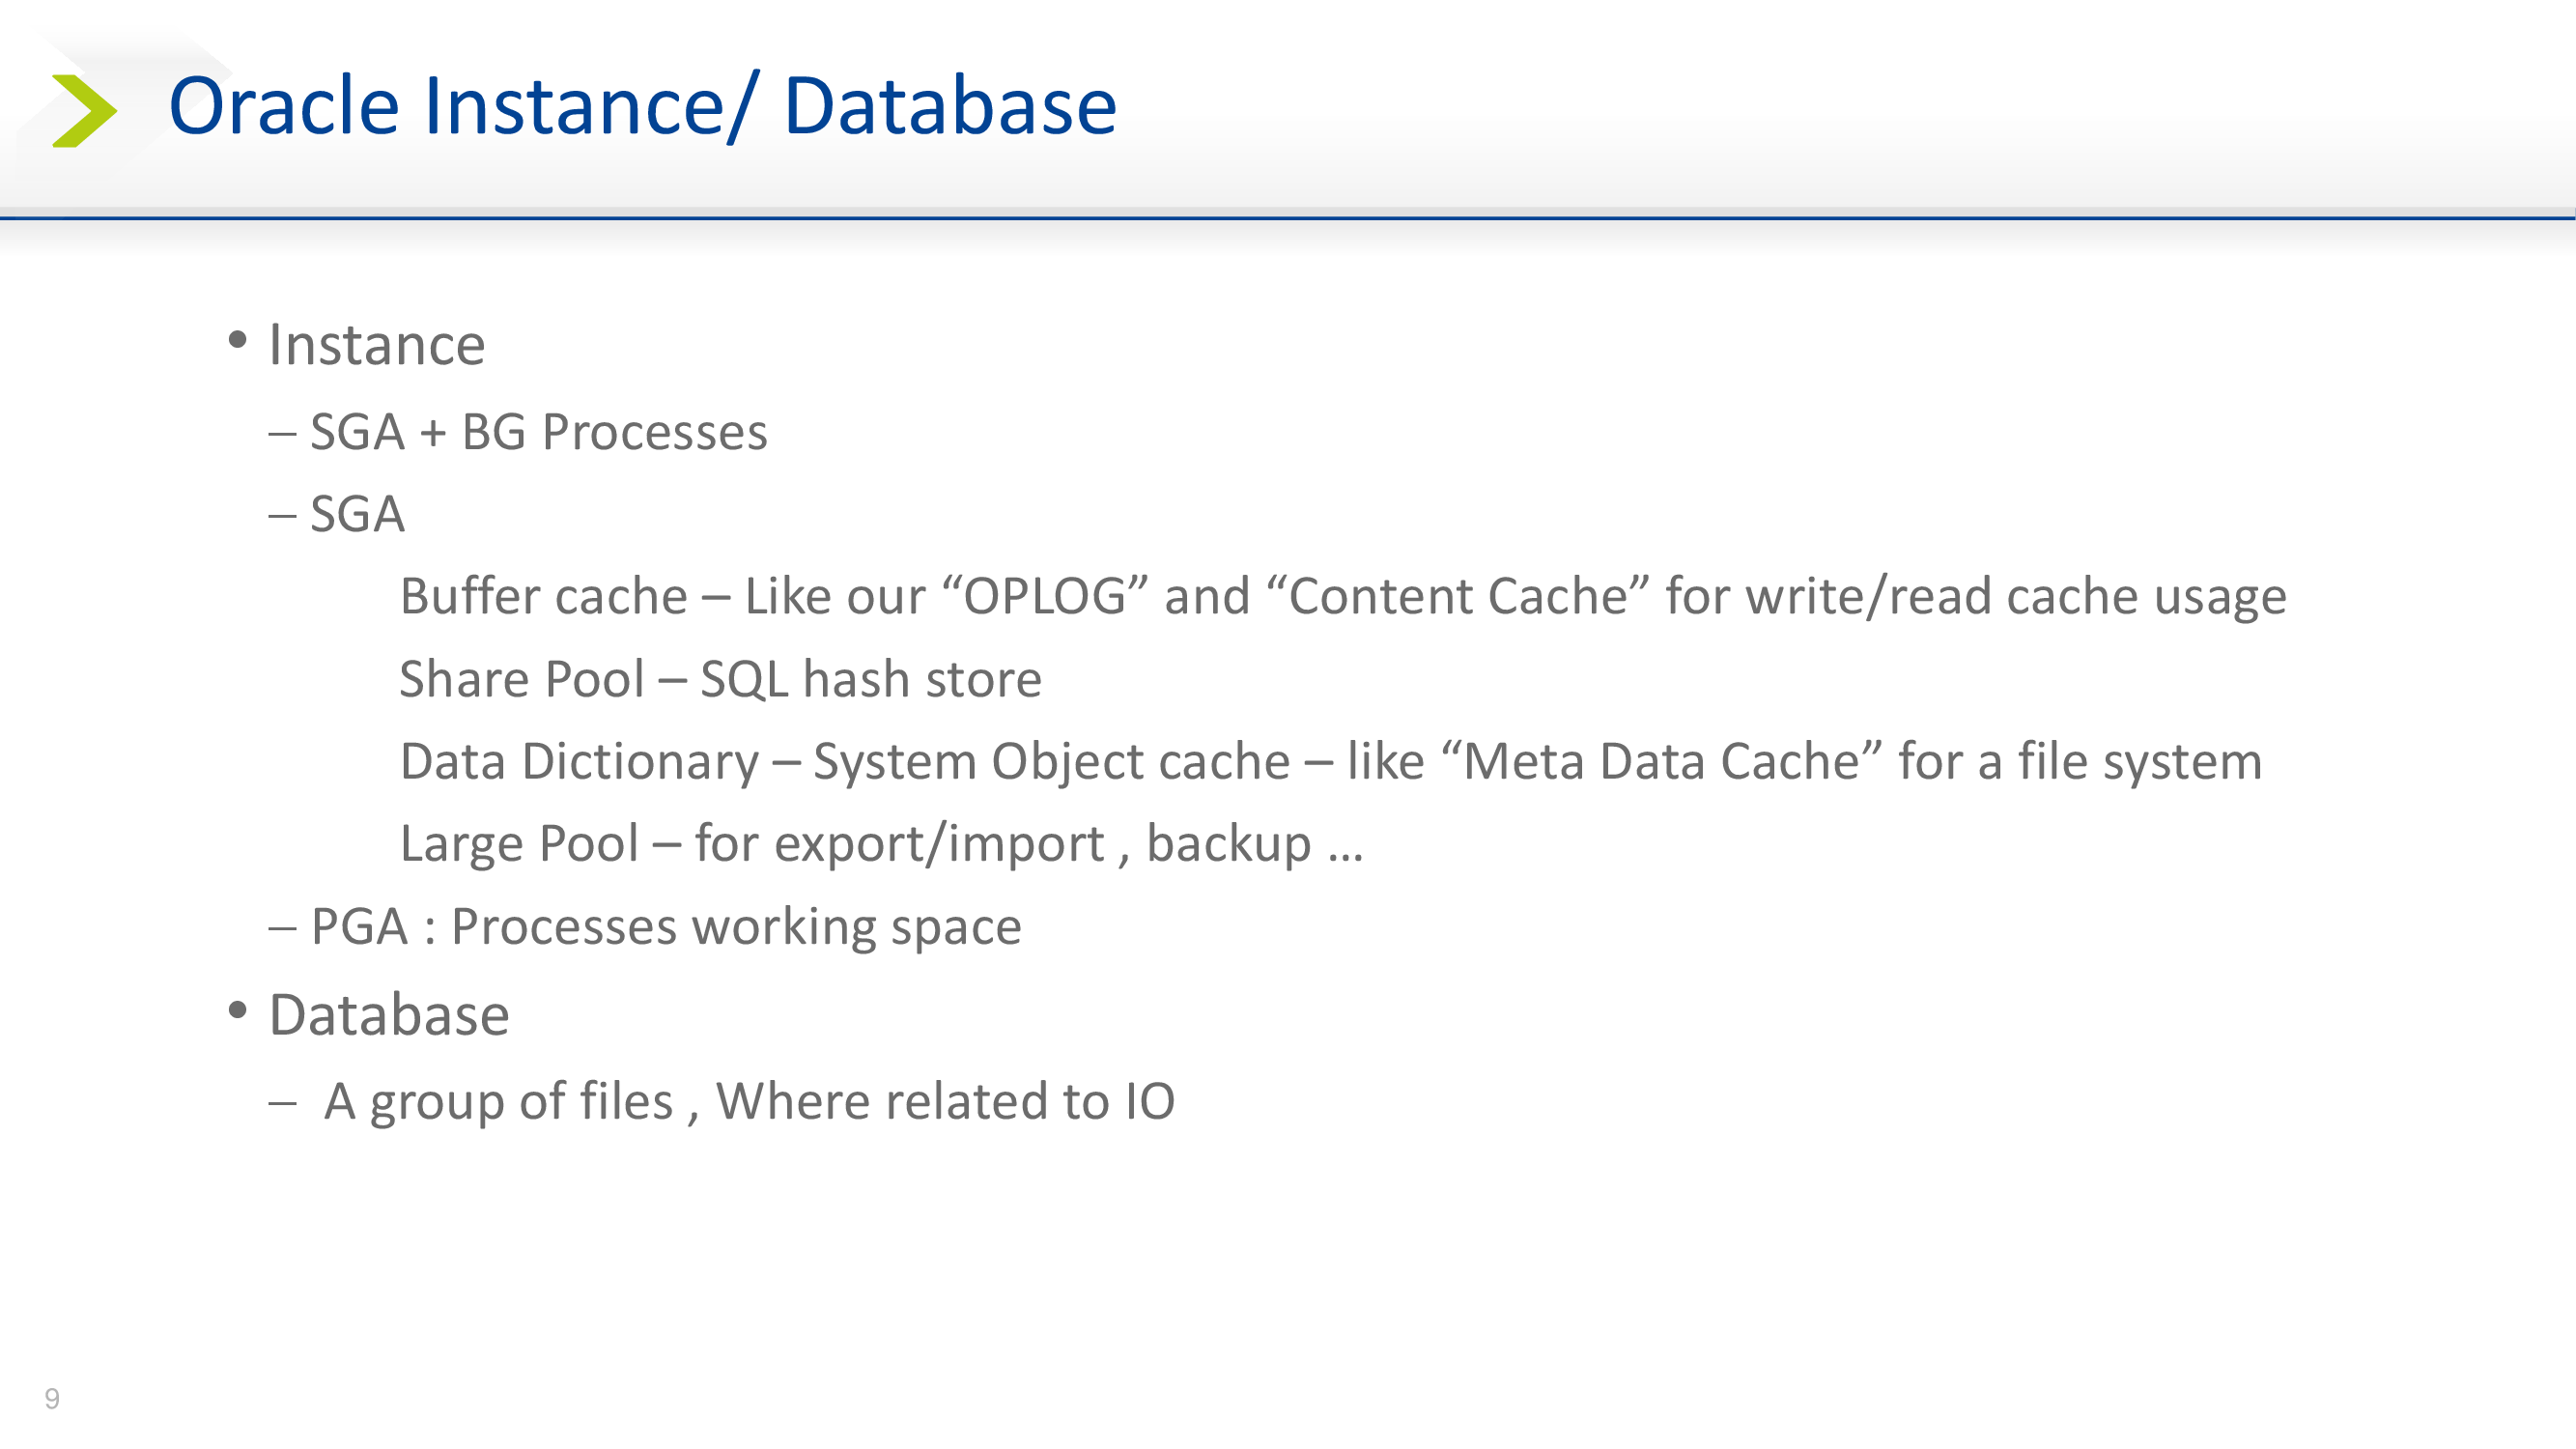 Oracle Instance/ Database
• Instance
– SGA + BG Processes
– SGA
Buffer cache – Like our “OPLOG” and “Content Cache” for write/read cache usage
Share Pool – SQL hash store
Data Dictionary – System Object cache – like “Meta Data Cache” for a file system
Large Pool – for export/import , backup …
– PGA : Processes working space
• Database
– A group of files , Where related to IO
9